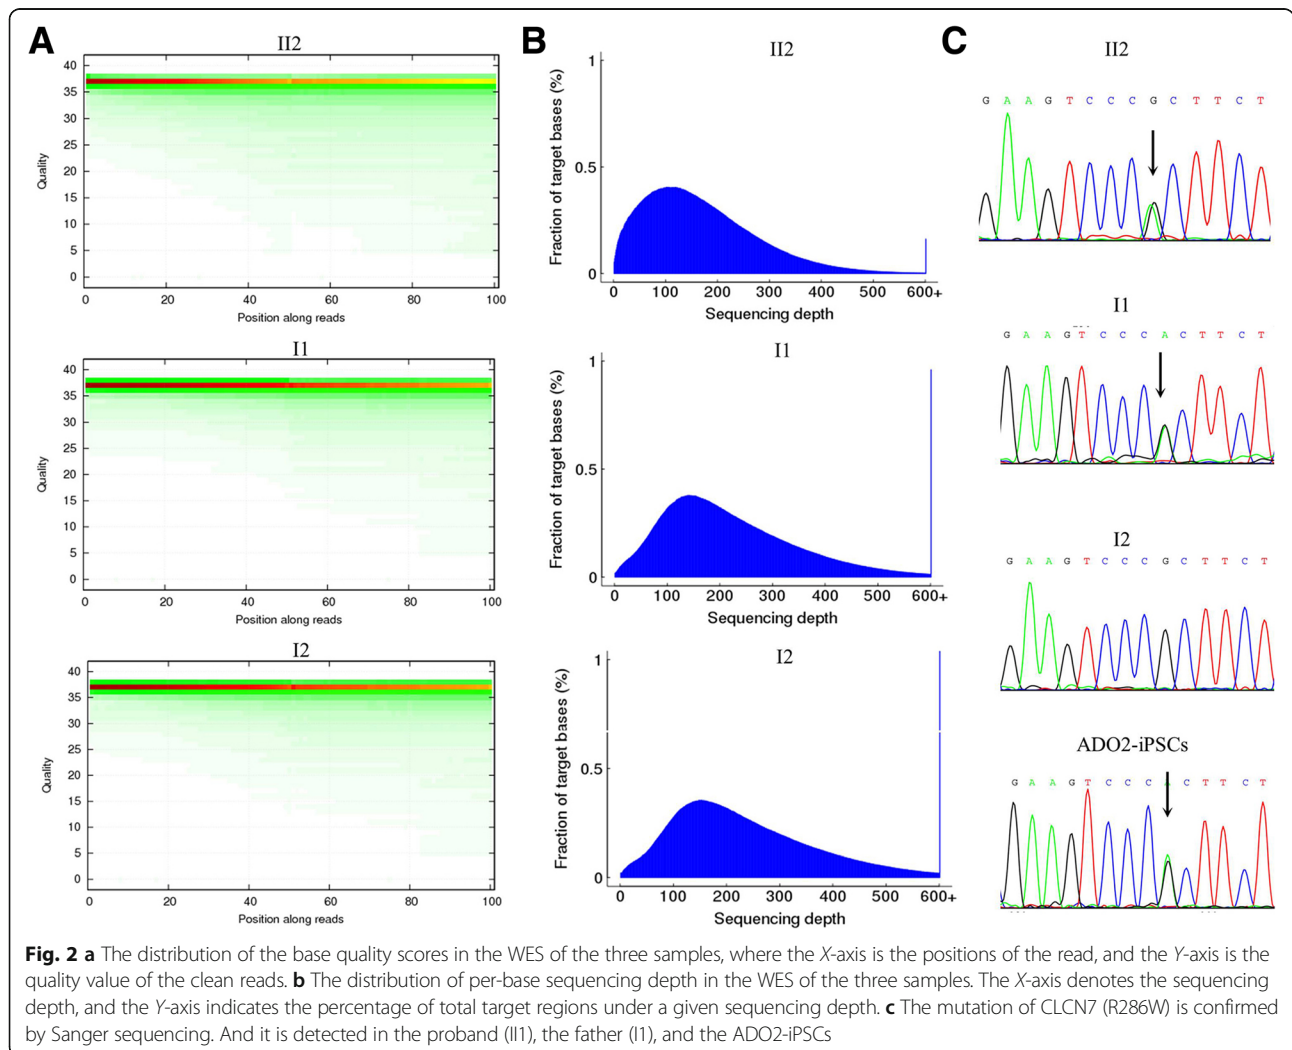 A
B
C
II2
40
35
30
25
20
15
10
5
0
Quality
0 20 40 60 80 100
Position along reads
I1
40
35
30
25
20
15
10
5
0
Quality
0 20 40 60 80 100
Position along reads
I2
40
35
30
25
20
15
10
5
0
Quality
0 20 40 60 80 100
Position along reads
II2
1
0.5
0
Fraction of target bases (%)
0 100 200 300 400 500 600+
Sequencing depth
I1
1
0.5
0
Fraction of target bases (%)
0 100 200 300 400 500 600+
Sequencing depth
I2
1
0.5
0
Fraction of target bases (%)
0 100 200 300 400 500 600+
Sequencing depth
II2
G A A G T C C C G C T T C T
I1
G A A G T C C C A C T T C T
I2
G A A G T C C C G C T T C T
ADO2-iPSCs
G A A G T C C C C T T C T
Fig. 2 a The distribution of the base quality scores in the WES of the three samples, where the X-axis is the positions of the read, and the Y-axis is the
quality value of the clean reads. b The distribution of per-base sequencing depth in the WES of the three samples. The X-axis denotes the sequencing
depth, and the Y-axis indicates the percentage of total target regions under a given sequencing depth. c The mutation of CLCN7 (R286W) is confirmed
by Sanger sequencing. And it is detected in the proband (II1), the father (I1), and the ADO2-iPSCs